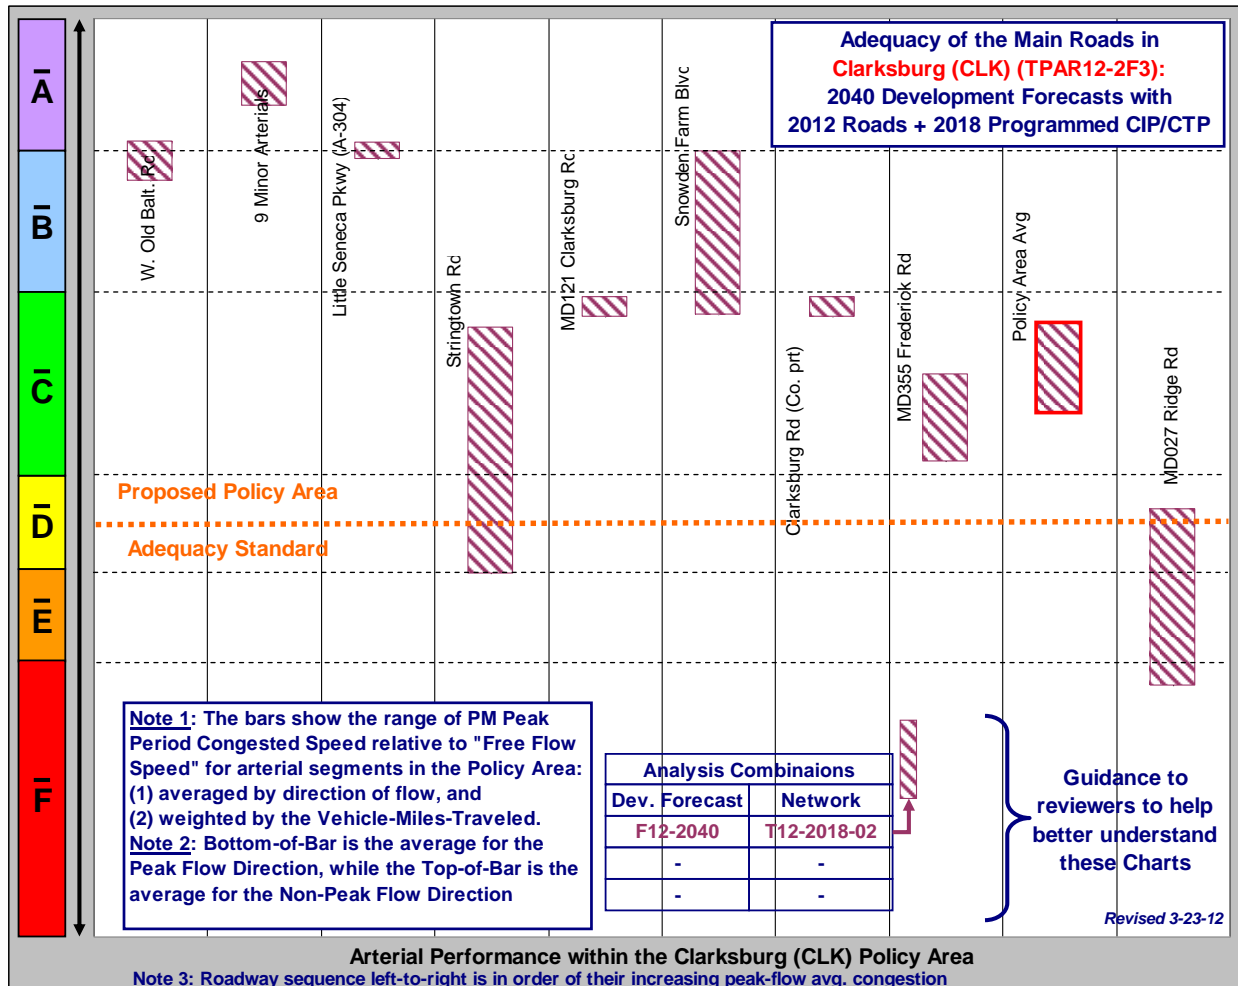 Adequacy of the Main Roads in
Clarksburg (CLK) (TPAR12-2F3):
2040 Development Forecasts with
2012 Roads + 2018 Programmed CIP/CTP
A
B
C
D
E
F
W. Old Balt. Rd
9 Minor Arterials
Little Seneca Pkwy (A-304)
Stringtown Rd
MD121 Clarksburg Rd
Snowden Farm Blvd
Clarksburg Rd (Co. prt)
MD355 Frederick Rd
Policy Area Avg
MD027 Ridge Rd
Proposed Policy Area
Adequacy Standard
Note 1: The bars show the range of PM Peak
Period Congested Speed relative to "Free Flow
Speed" for arterial segments in the Policy Area:
(1) averaged by direction of flow, and
(2) weighted by the Vehicle-Miles-Traveled.
Note 2: Bottom-of-Bar is the average for the
Peak Flow Direction, while the Top-of-Bar is the
average for the Non-Peak Flow Direction
Analysis Combinaions
Dev. Forecast Network
F12-2040 T12-2018-02
- -
- -
Guidance to
reviewers to help
better understand
these Charts
Revised 3-23-12
Arterial Performance within the Clarksburg (CLK) Policy Area
Note 3: Roadway sequence left-to-right is in order of their increasing peak-flow avg. congestion